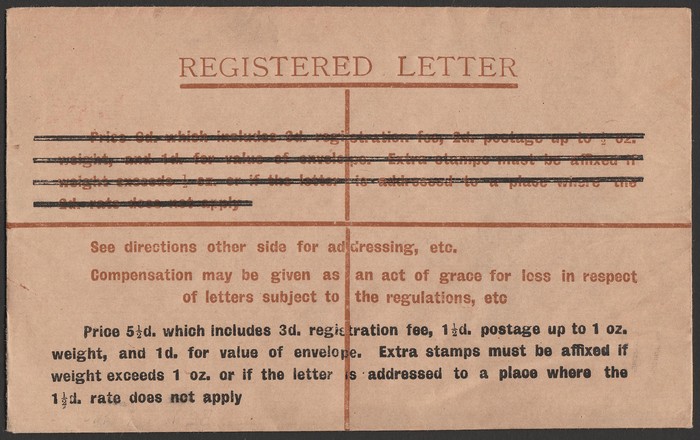 REGISTERED LETTER
Price 6d. which includes 3d. registration fee, 2d. postage up to ½ oz.
weight, and 1d. for value of envelope. Extra stamps must be affixed if
weight exceeds ½ oz. or if the letter is addressed to a place where the
2d. rate does not apply
See directions other side for addressing, etc.
Compensation may be given as an act of grace for loss in respect
of letters subject to the regulations, etc
Price 5½d. which includes 3d. registration fee, 1½d. postage up to 1 oz.
weight, and 1d. for value of envelope. Extra stamps must be affixed if
weight exceeds 1 oz. or if the letter is addressed to a place where the
1½d. rate does not apply